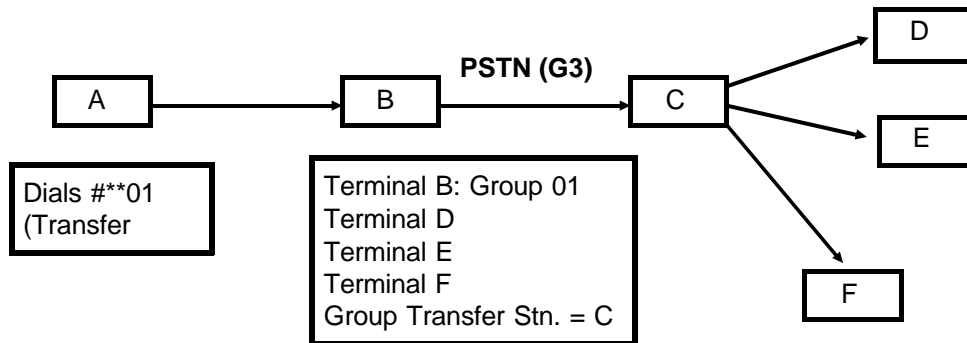 D
PSTN (G3)
A
B
C
E
Dials #**01
(Transfer
Terminal B: Group 01
Terminal D
Terminal E
Terminal F
Group Transfer Stn. = C
F